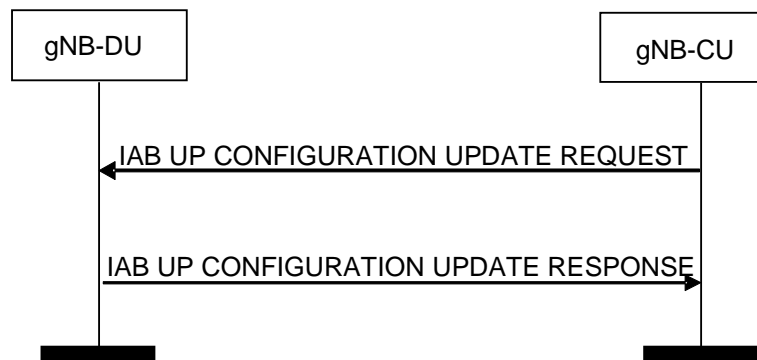 gNB-DU
gNB-CU
IAB UP CONFIGURATION UPDATE REQUEST
IAB UP CONFIGURATION UPDATE RESPONSE